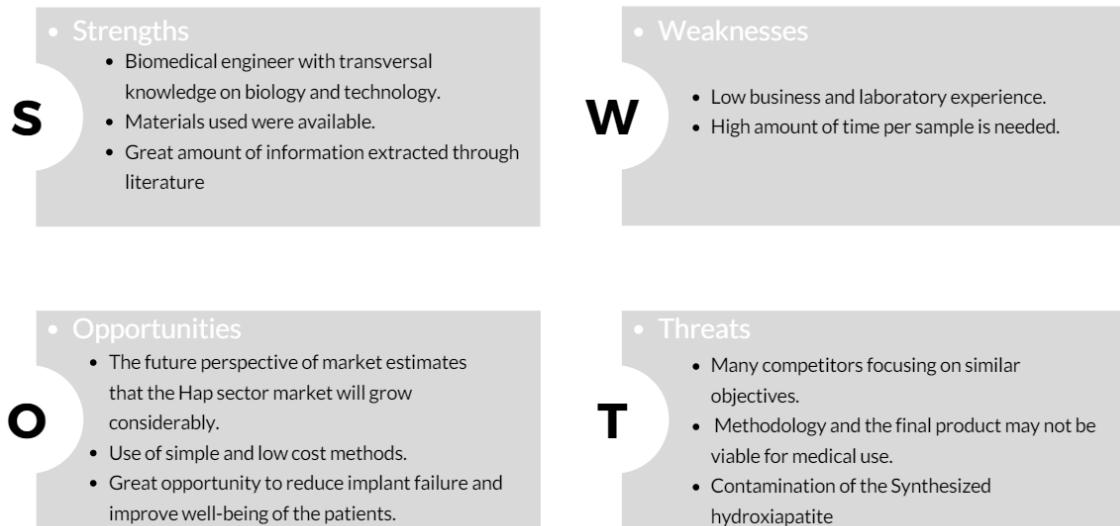 • Strengths
S
• Biomedical engineer with transversal
knowledge on biology and technology.
• Materials used were available.
• Great amount of information extracted through
literature
• Weaknesses
W
• Low business and laboratory experience.
• High amount of time per sample is needed.
• Opportunities
O
• The future perspective of market estimates
that the Hap sector market will grow
considerably.
• Use of simple and low cost methods.
• Great opportunity to reduce implant failure and
improve well-being of the patients.
• Threats
T
• Many competitors focusing on similar
objectives.
• Methodology and the final product may not be
viable for medical use.
• Contamination of the Synthesized
hydroxiapatite